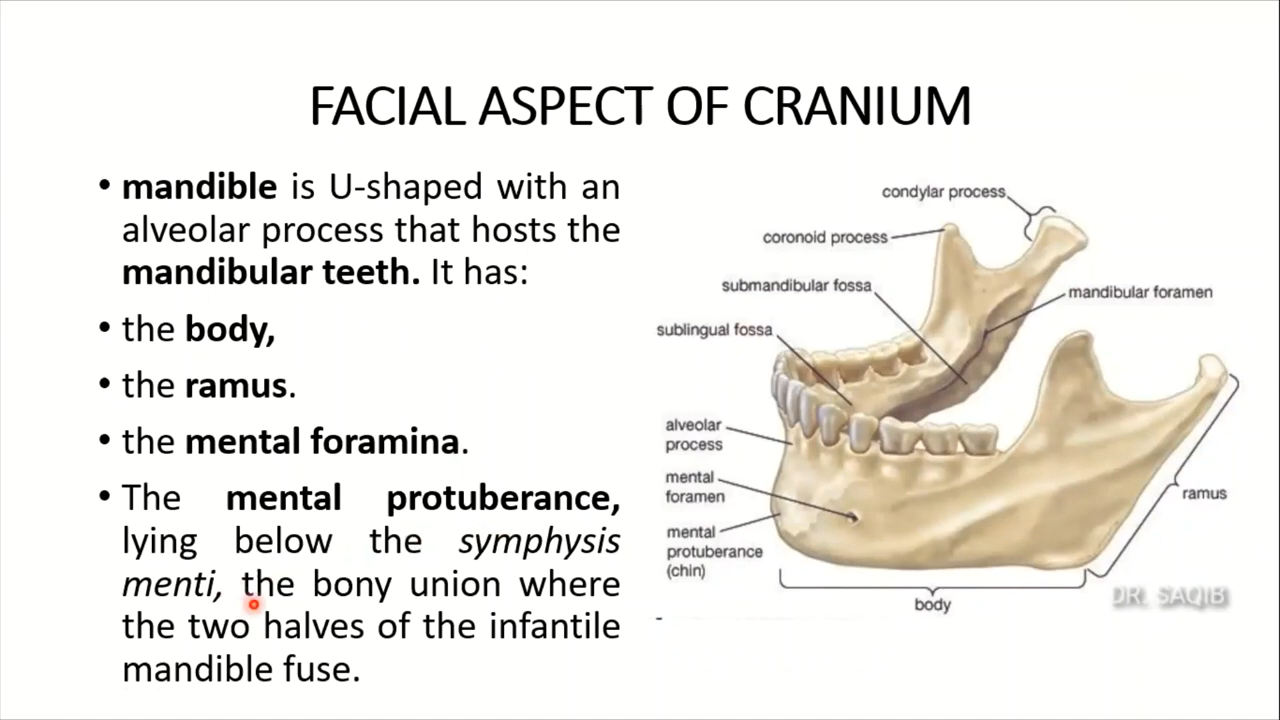 FACIAL ASPECT OF CRANIUM
• mandible is U-shaped with an
alveolar process that hosts the
mandibular teeth. It has:
• the body,
• the ramus.
• the mental foramina.
• The mental protuberance,
lying below the symphysis
menti, the bony union where
the two halves of the infantile
mandible fuse.
condylar process
coronoid process
submandibular fossa
mandibular foramen
sublingual fossa
alveolar
process
mental
foramen
ramus
mental
protuberance
(chin)
body
DR. SAQIB